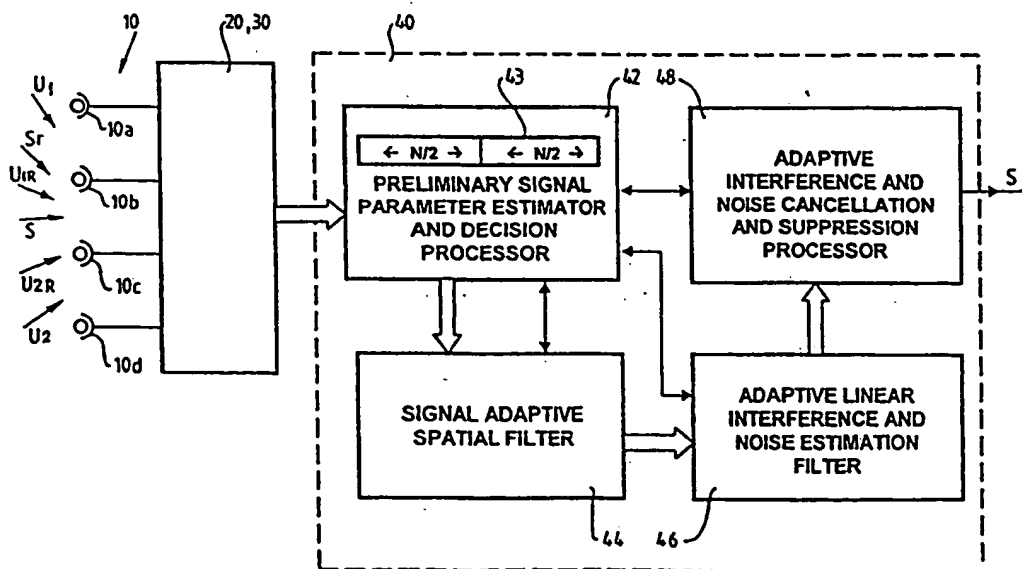 10
20,30
40
U1
10a
Sr
U1R
10b
S
U2R
10c
U2
10d
43
42
← N/2 → ← N/2 →
PRELIMINARY SIGNAL
PARAMETER ESTIMATOR
AND DECISION
PROCESSOR
48
ADAPTIVE
INTERFERENCE AND
NOISE CANCELLATION
AND SUPPRESSION
PROCESSOR
S
SIGNAL ADAPTIVE
SPATIAL FILTER
44
ADAPTIVE LINEAR
INTERFERENCE AND
NOISE ESTIMATION
FILTER
46